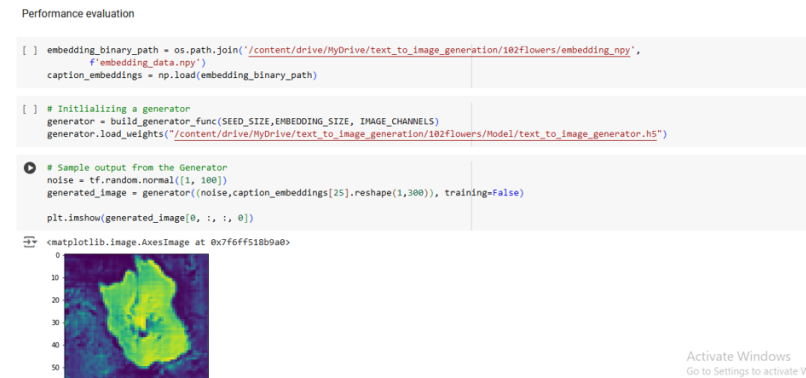 Performance evaluation
[ ] embedding_binary_path = os.path.join('/content/drive/MyDrive/text_to_image_generation/102flowers/embedding_npy',
f'embedding_data.npy')
caption_embeddings = np.load(embedding_binary_path)
[ ] # Initlializing a generator
generator = build_generator_func(SEED_SIZE,EMBEDDING_SIZE, IMAGE_CHANNELS)
generator.load_weights("/content/drive/MyDrive/text_to_image_generation/102flowers/Model/text_to_image_generator.h5")
# Sample output from the Generator
noise = tf.random.normal([1, 100])
generated_image = generator((noise,caption_embeddings[25].reshape(1,300)), training=False)
plt.imshow(generated_image[0, :, :, 0])
<matplotlib.image.AxesImage at 0x7f6ff518b9a0>
0
10
20
30
40
50
Activate Windows
Go to Settings to activate